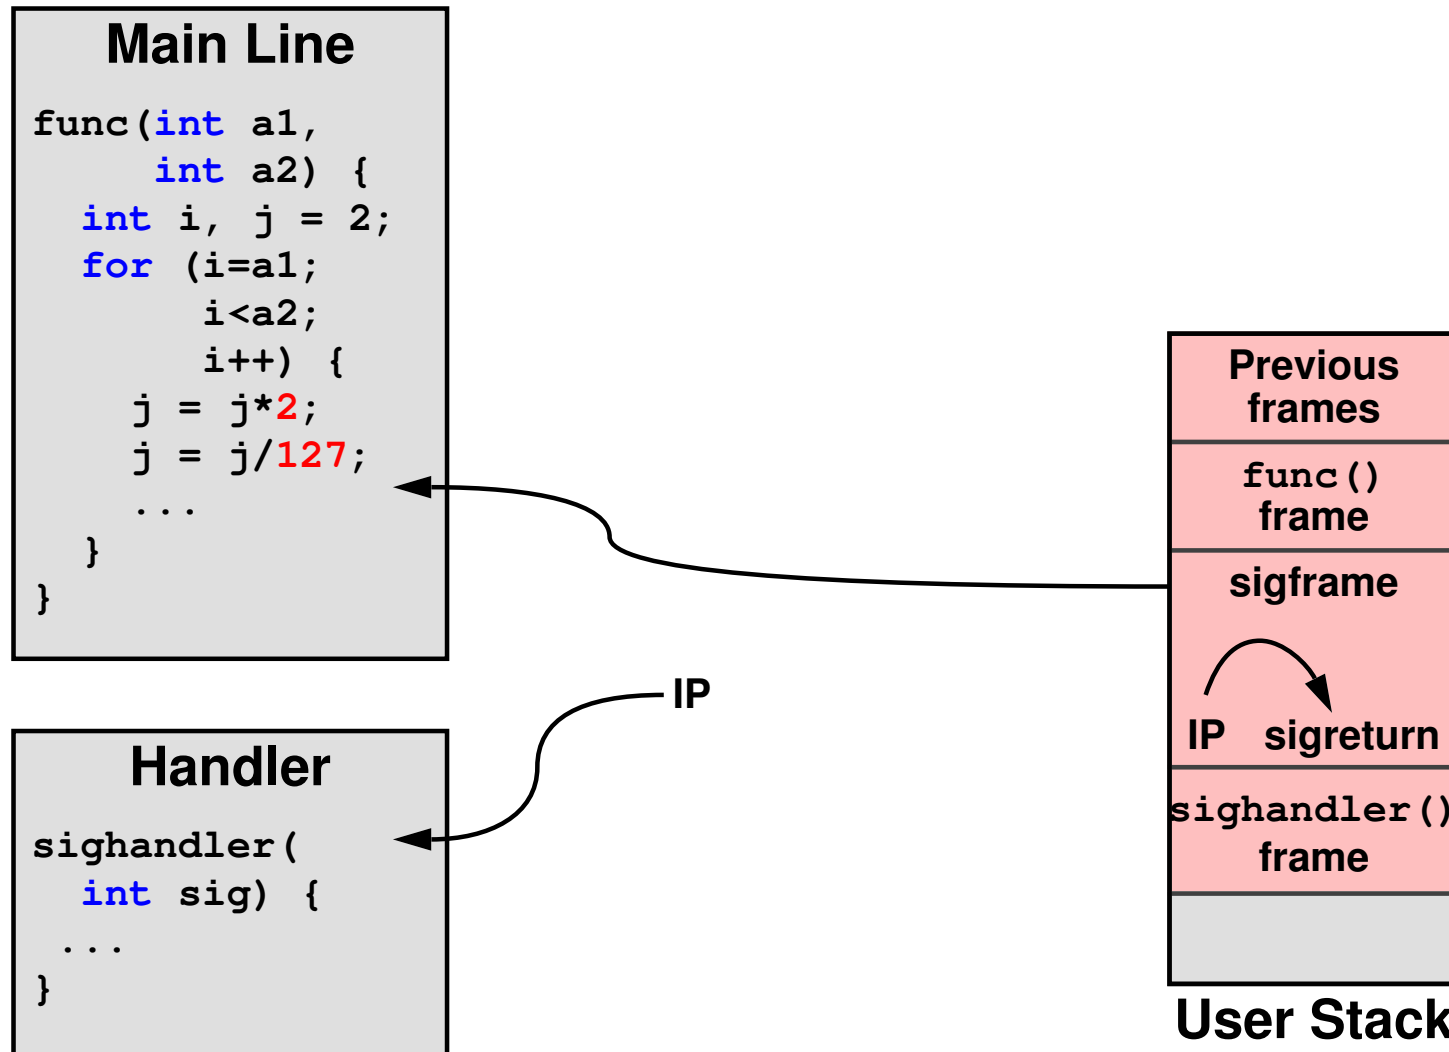 Main Line
func(int a1,
     int a2) {
  int i, j = 2;
  for (i=a1;
       i<a2;
       i++) {
    j = j*2;
    j = j/127;
    ...
  }
}
IP
Handler
sighandler(
  int sig) {
 ...
}
Previous
frames
func()
frame
sigframe
IP sigreturn
sighandler()
frame
User Stack